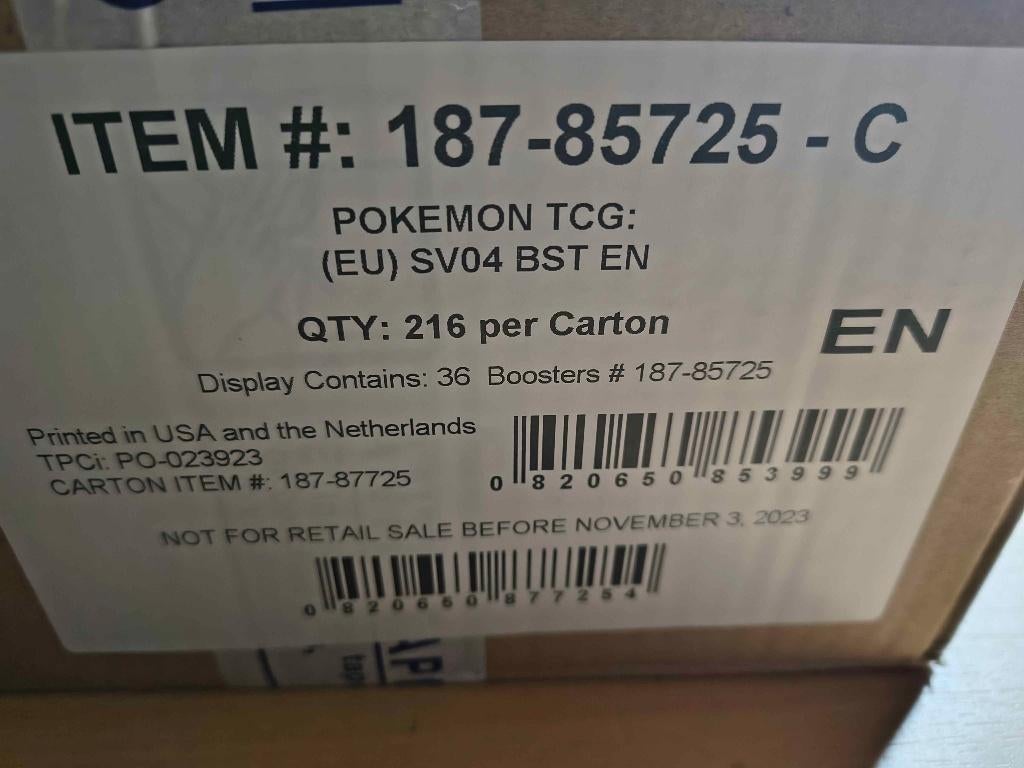 ITEM #: 187-85725 - C
POKEMON TCG:
(EU) SV04 BST EN
QTY: 216 per Carton
EN
Display Contains: 36 Boosters # 187-85725
Printed in USA and the Netherlands
TPCi: PO-023923
CARTON ITEM #: 187-87725
0 820650 853999
NOT FOR RETAIL SALE BEFORE NOVEMBER 3, 2023
0 820650 877254